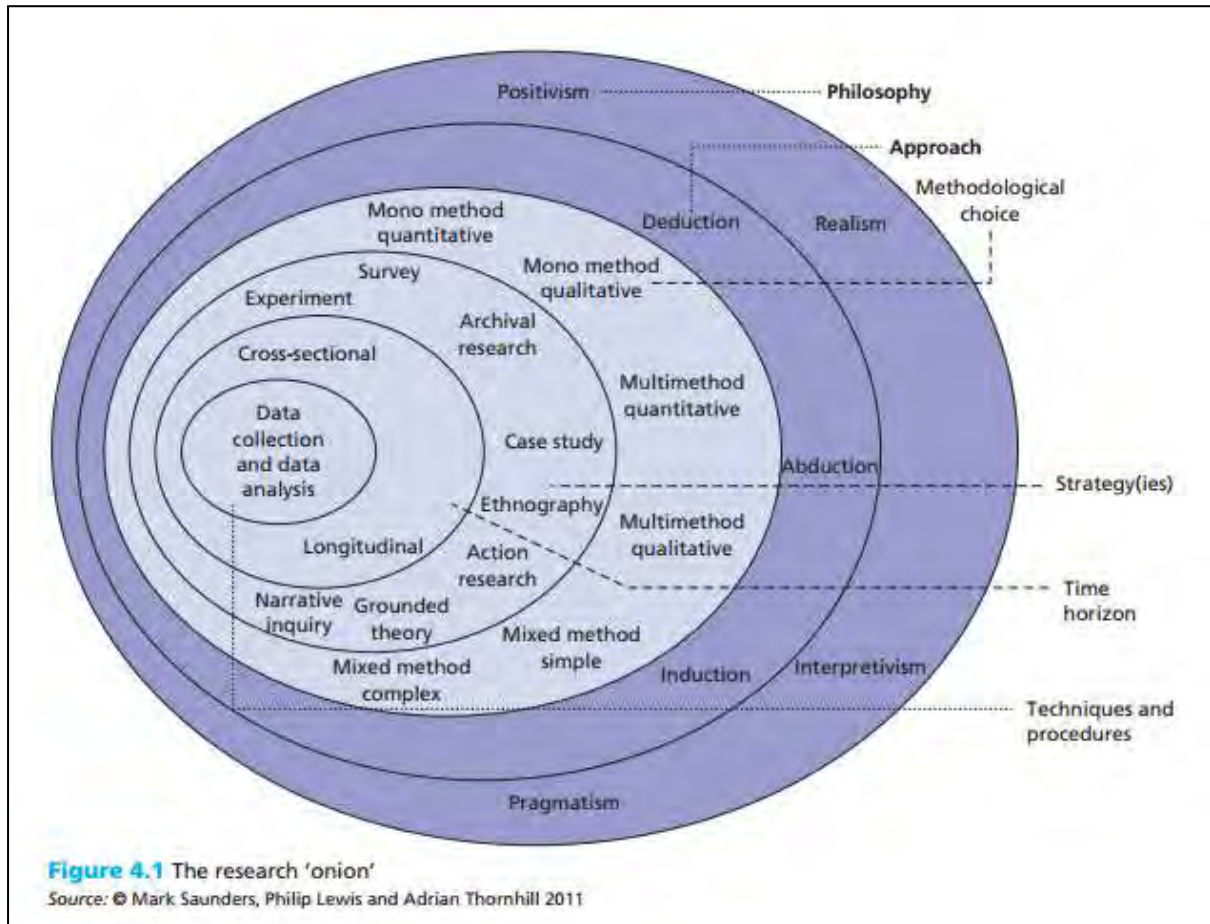 Positivism
Philosophy
Approach
Methodological
choice
Mono method
quantitative
Deduction
Realism
Survey
Mono method
qualitative
Experiment
Archival
research
Cross-sectional
Multimethod
quantitative
Data
collection
and data
analysis
Case study
Abduction
Strategy(ies)
Ethnography
Multimethod
qualitative
Longitudinal
Action
research
Time
horizon
Narrative
inquiry
Grounded
theory
Mixed method
simple
Mixed method
complex
Induction
Interpretivism
Techniques and
procedures
Pragmatism
Figure 4.1 The research ‘onion’
Source: © Mark Saunders, Philip Lewis and Adrian Thornhill 2011